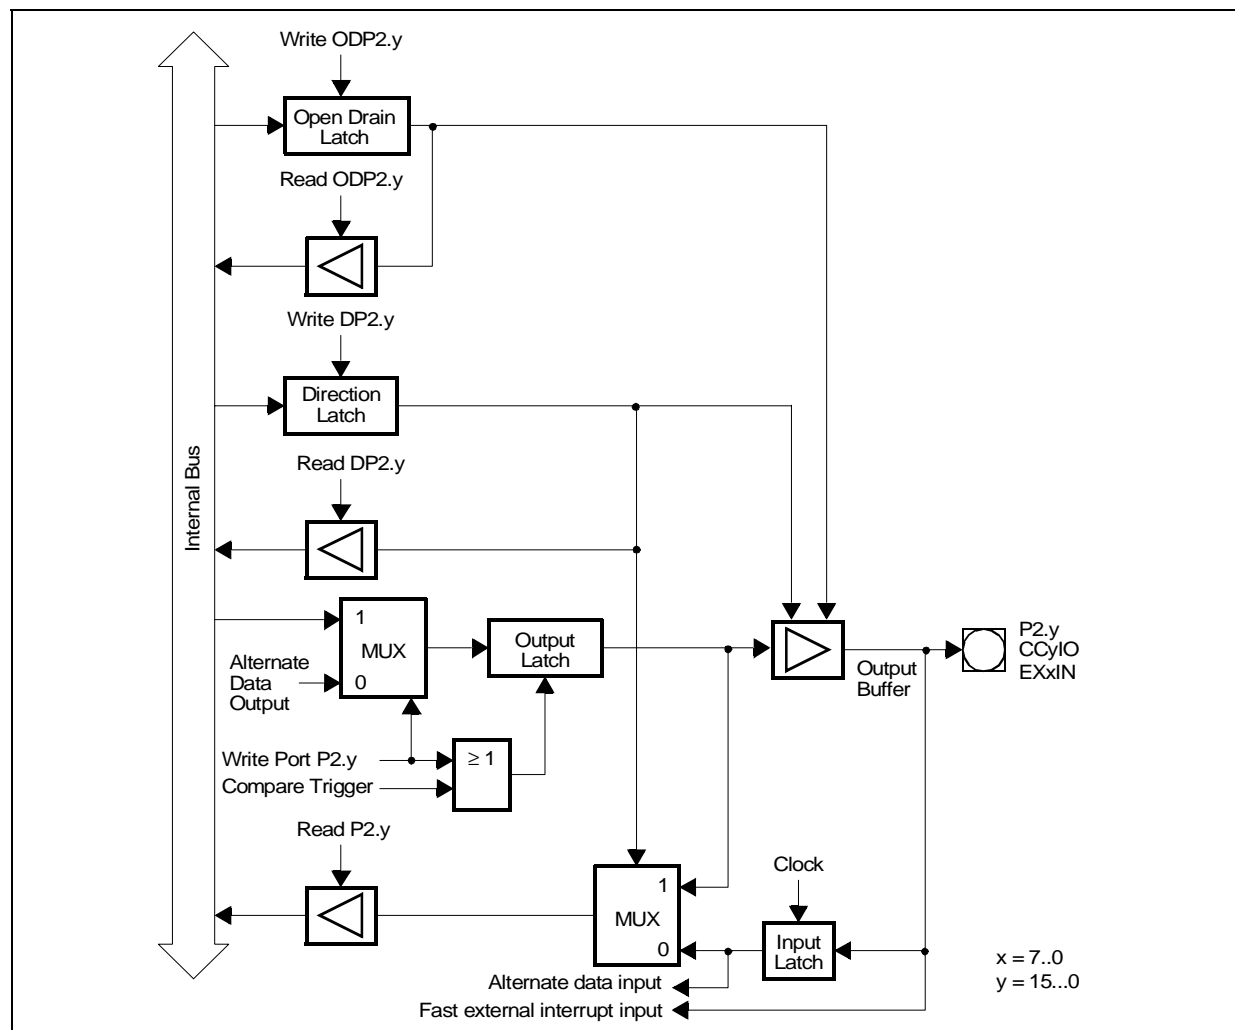 Write ODP2.y
Open Drain
Latch
Read ODP2.y
Write DP2.y
Direction
Latch
Internal Bus
Read DP2.y
1
MUX
0
Alternate
Data
Output
Output
Latch
Output
Buffer
P2.y
CCyIO
EXxIN
Write Port P2.y
Compare Trigger
≥ 1
Read P2.y
1
MUX
0
Clock
Input
Latch
Alternate data input
Fast external interrupt input
x = 7..0
y = 15...0